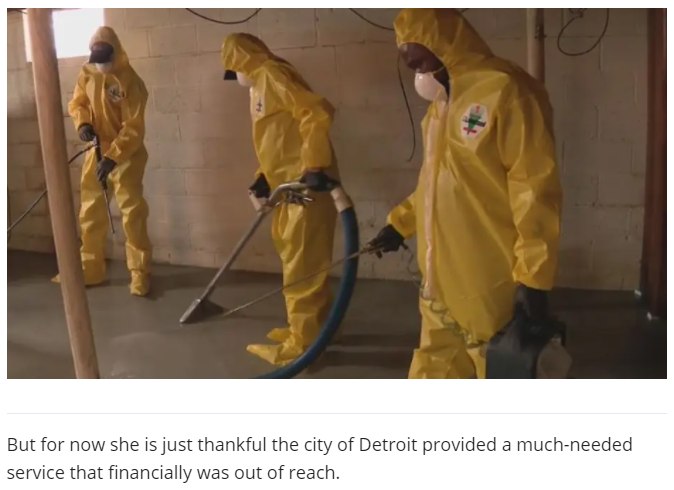 But for now she is just thankful the city of Detroit provided a much-needed
service that financially was out of reach.